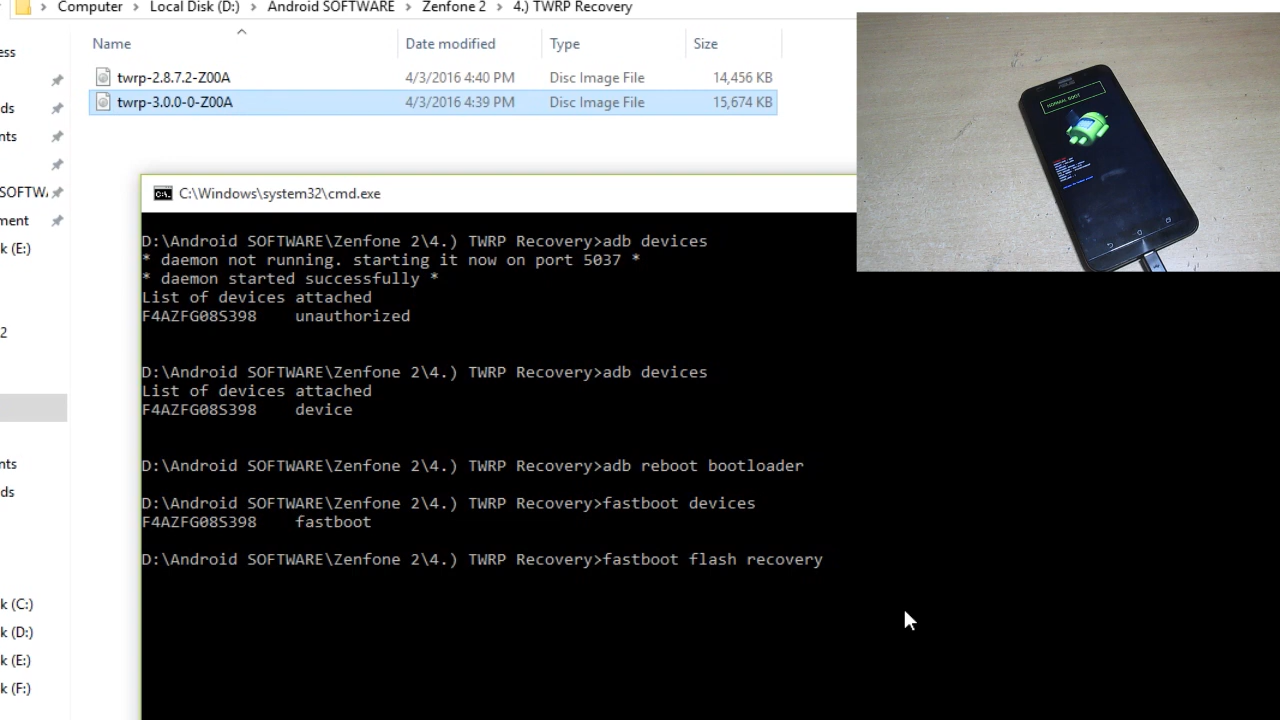 Computer > Local Disk (D:) > Android SOFTWARE > Zenfone 2 > 4.) TWRP Recovery
ess
Name Date modified Type Size
twrp-2.8.7.2-Z00A 4/3/2016 4:40 PM Disc Image File 14,456 KB
ds
twrp-3.0.0-0-Z00A 4/3/2016 4:39 PM Disc Image File 15,674 KB
nts
SOFTW
ment
k (E:)
2
nts
ds
k (C:)
k (D:)
k (E:)
k (F:)
C:\Windows\system32\cmd.exe
D:\Android SOFTWARE\Zenfone 2\4.) TWRP Recovery>adb devices
* daemon not running. starting it now on port 5037 *
* daemon started successfully *
List of devices attached
F4AZFG08S398 unauthorized
D:\Android SOFTWARE\Zenfone 2\4.) TWRP Recovery>adb devices
List of devices attached
F4AZFG08S398 device
D:\Android SOFTWARE\Zenfone 2\4.) TWRP Recovery>adb reboot bootloader
D:\Android SOFTWARE\Zenfone 2\4.) TWRP Recovery>fastboot devices
F4AZFG08S398 fastboot
D:\Android SOFTWARE\Zenfone 2\4.) TWRP Recovery>fastboot flash recovery
NORMAL BOOT